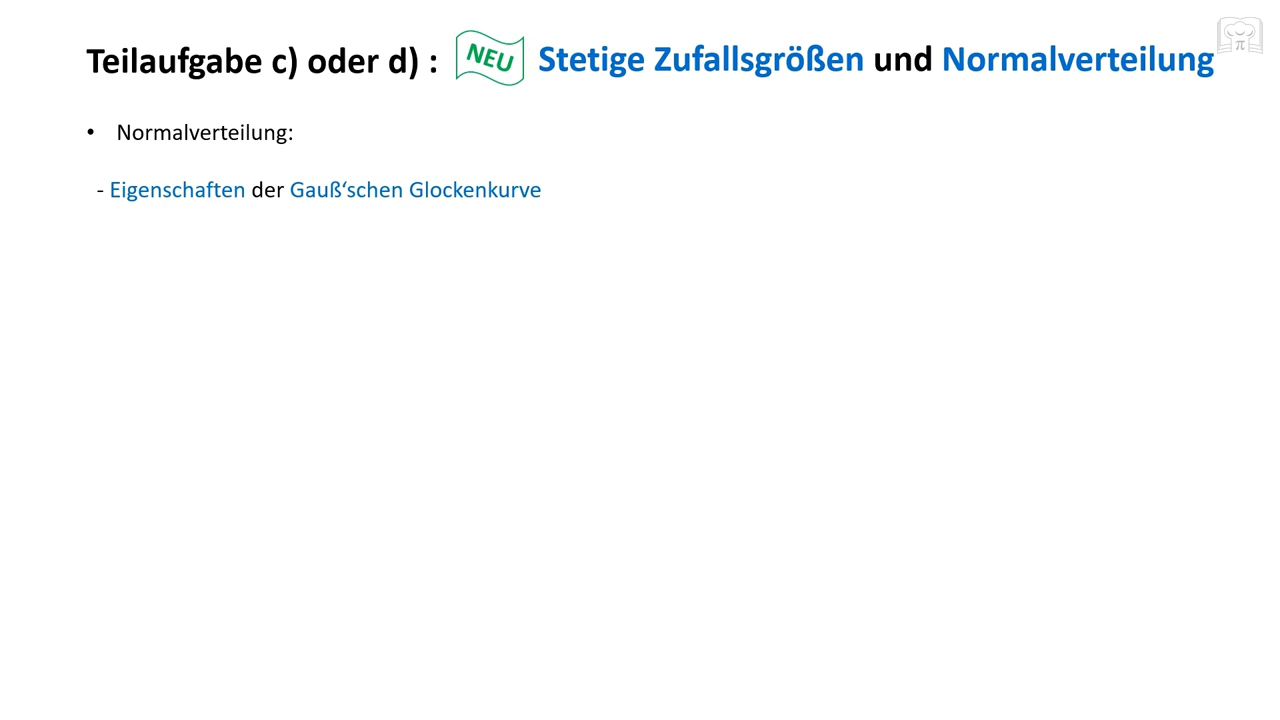 Teilaufgabe c) oder d) : NEU Stetige Zufallsgrößen und Normalverteilung
• Normalverteilung:
- Eigenschaften der Gauß‘schen Glockenkurve
π